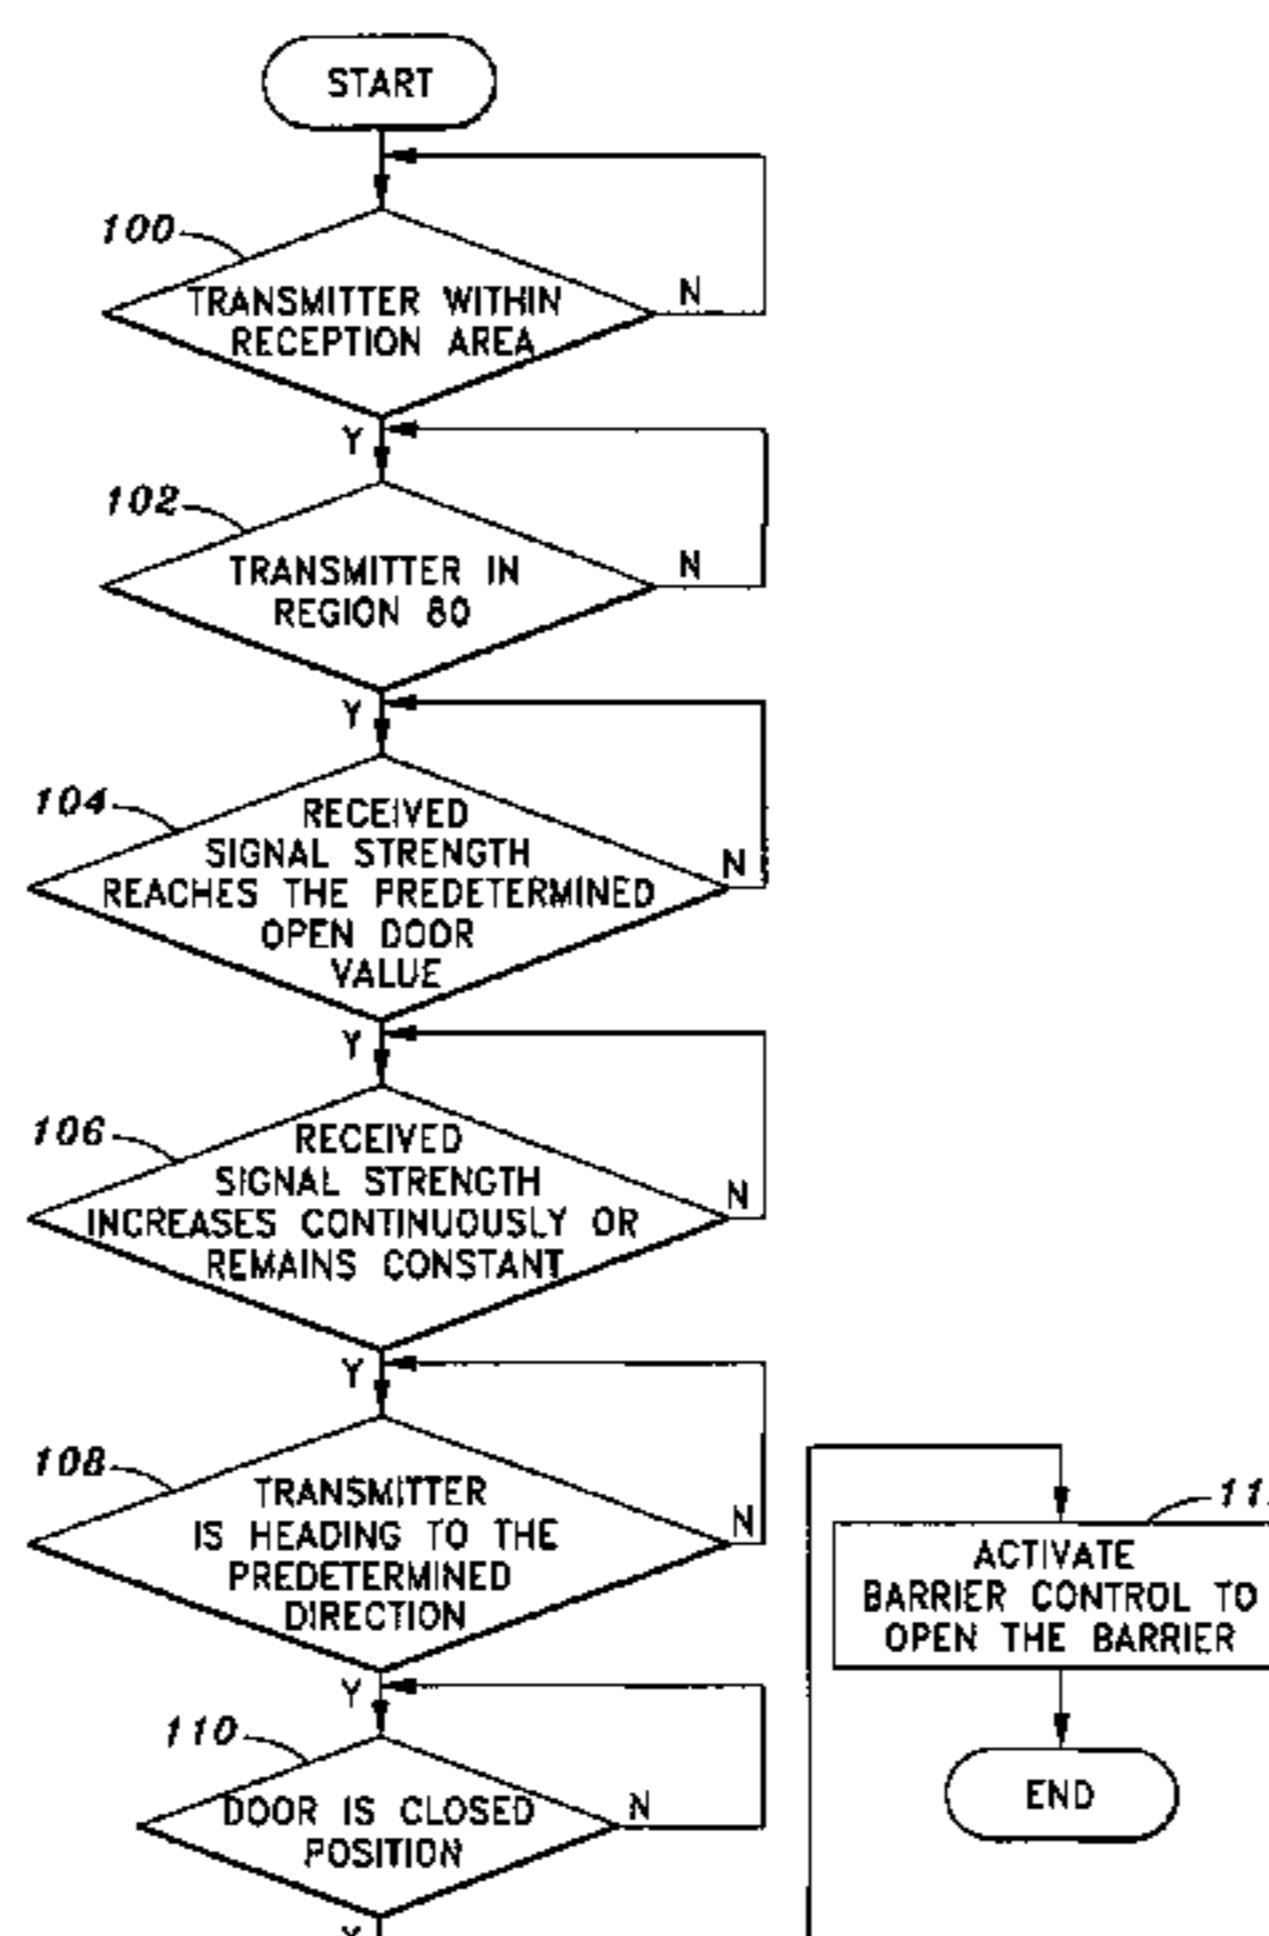 START
100
TRANSMITTER WITHIN
RECEPTION AREA
N
Y
102
TRANSMITTER IN
REGION 80
N
Y
104
RECEIVED
SIGNAL STRENGTH
REACHES THE PREDETERMINED
OPEN DOOR
VALUE
N
Y
106
RECEIVED
SIGNAL STRENGTH
INCREASES CONTINUOUSLY OR
REMAINS CONSTANT
N
Y
108
TRANSMITTER
IS HEADING TO THE
PREDETERMINED
DIRECTION
N
Y
110
DOOR IS CLOSED
POSITION
N
Y
ACTIVATE
BARRIER CONTROL TO
OPEN THE BARRIER
END